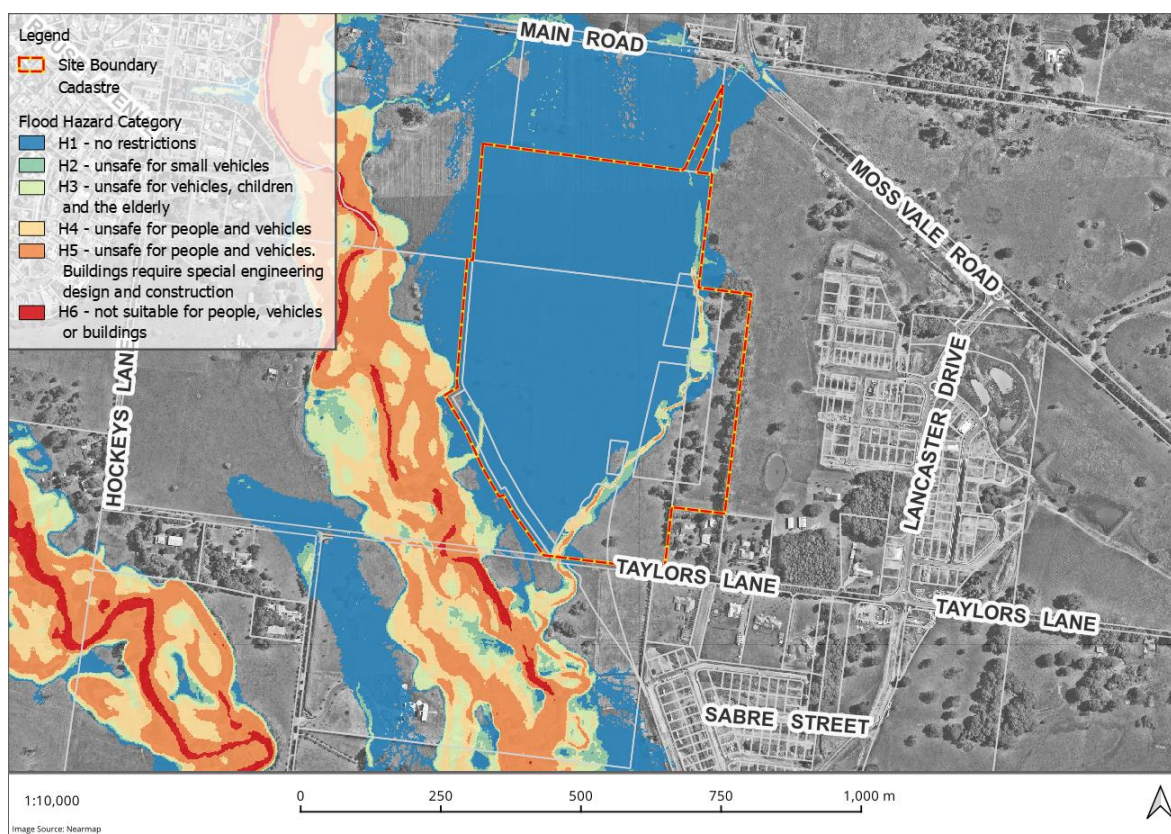 Legend
Site Boundary
Cadastre
Flood Hazard Category
H1 - no restrictions
H2 - unsafe for small vehicles
H3 - unsafe for vehicles, children
and the elderly
H4 - unsafe for people and vehicles
H5 - unsafe for people and vehicles.
Buildings require special engineering
design and construction
H6 - not suitable for people, vehicles
or buildings
MAIN ROAD
MOSS VALE ROAD
HOCKEYS LANE
LANCASTER DRIVE
TAYLORS LANE
TAYLORS LANE
SABRE STREET
1:10,000
0 250 500 750 1,000 m
Image Source: Nearmap